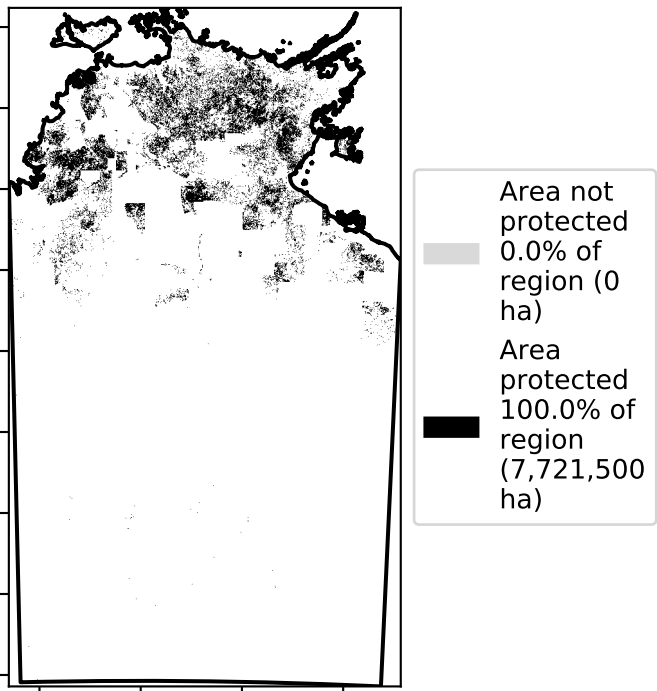 Area not
protected
0.0% of
region (0
ha)
Area
protected
100.0% of
region
(7,721,500
ha)